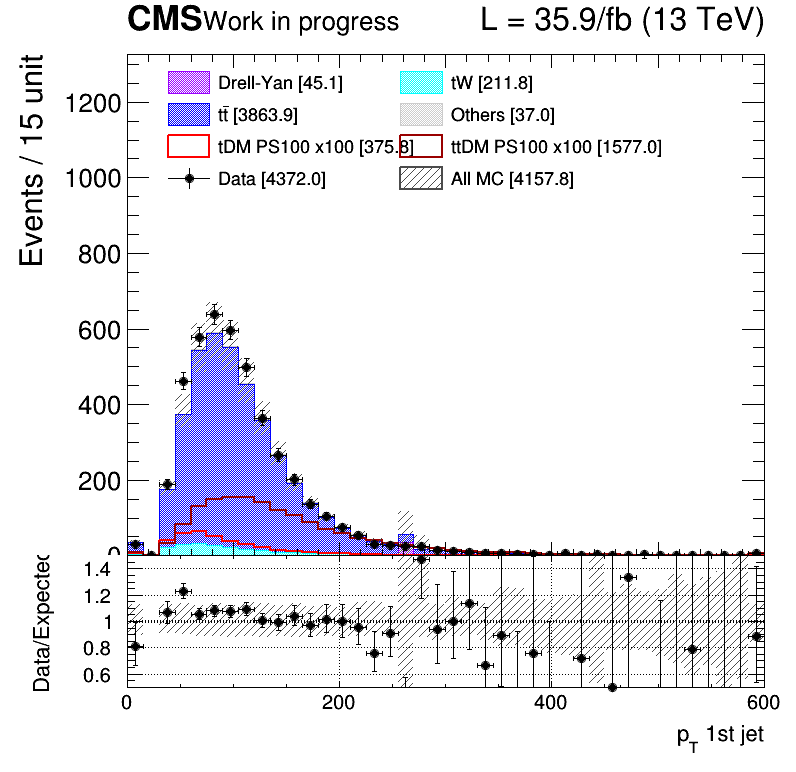 CMS Work in progress L = 35.9/fb (13 TeV)
Events / 15 unit
Drell-Yan [45.1] tW [211.8]
tt̄ [3863.9] Others [37.0]
tDM PS100 x100 [375.8] ttDM PS100 x100 [1577.0]
Data [4372.0] All MC [4157.8]
1200
1000
800
600
400
200
0
Data/Expected
1.4
1.2
1
0.8
0.6
0 200 400 600
p_T 1st jet